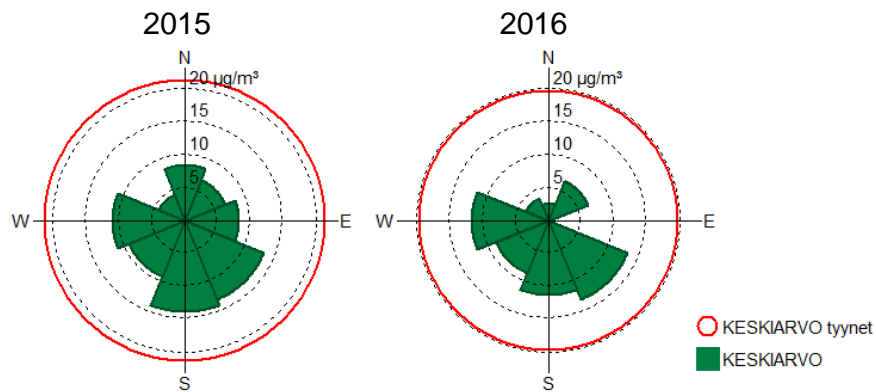 2015
N
20 µg/m³
15
10
5
W
E
S
2016
N
20 µg/m³
15
10
5
W
E
S
KESKIARVO tyynet
KESKIARVO